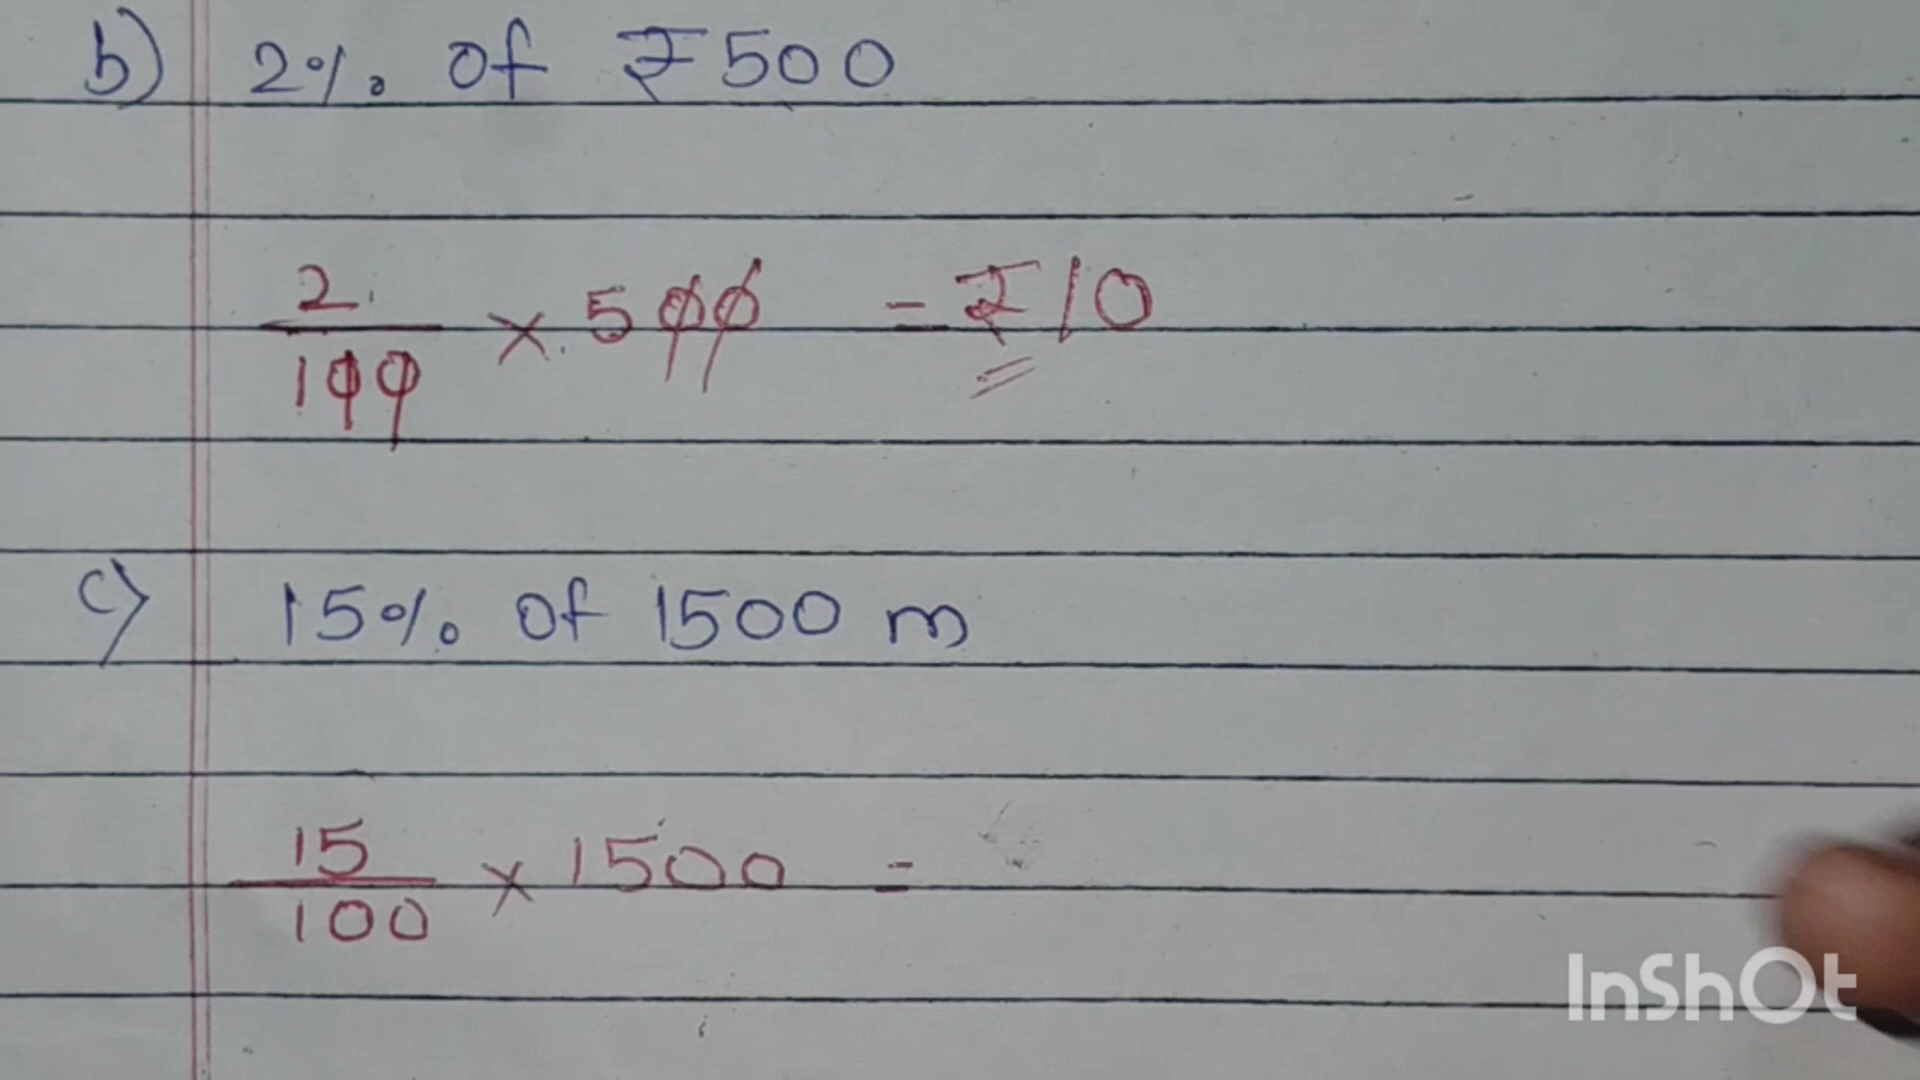 b) 2% of ₹500
2/100 × 500 = ₹10
c) 15% of 1500 m
15/100 × 1500 =
InShOt